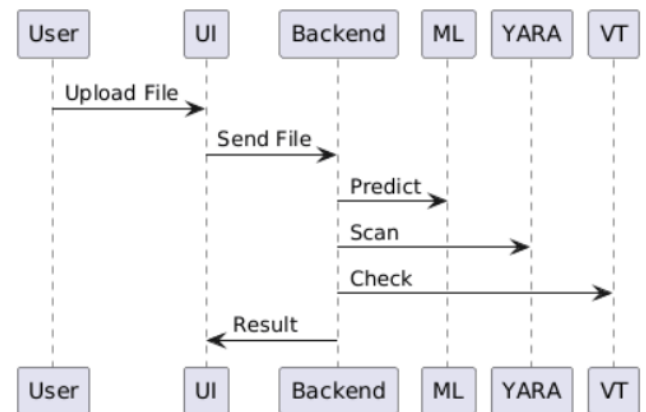 User UI Backend ML YARA VT
Upload File
Send File
Predict
Scan
Check
Result
User UI Backend ML YARA VT